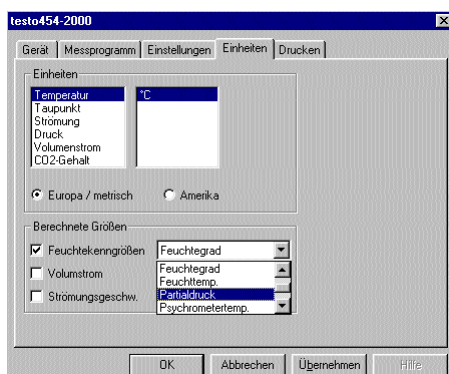 testo454-2000
Gerät Messprogramm Einstellungen Einheiten Drucken
Einheiten
Temperatur °C
Taupunkt
Strömung
Druck
Volumenstrom
CO2-Gehalt
Europa / metrisch Amerika
Berechnete Größen
Feuchtekenngrößen Feuchtegrad
Feuchtegrad
Volumstrom Feuchttemp.
Partialdruck
Strömungsgeschw. Psychrometertemp.
OK Abbrechen Übernehmen Hilfe